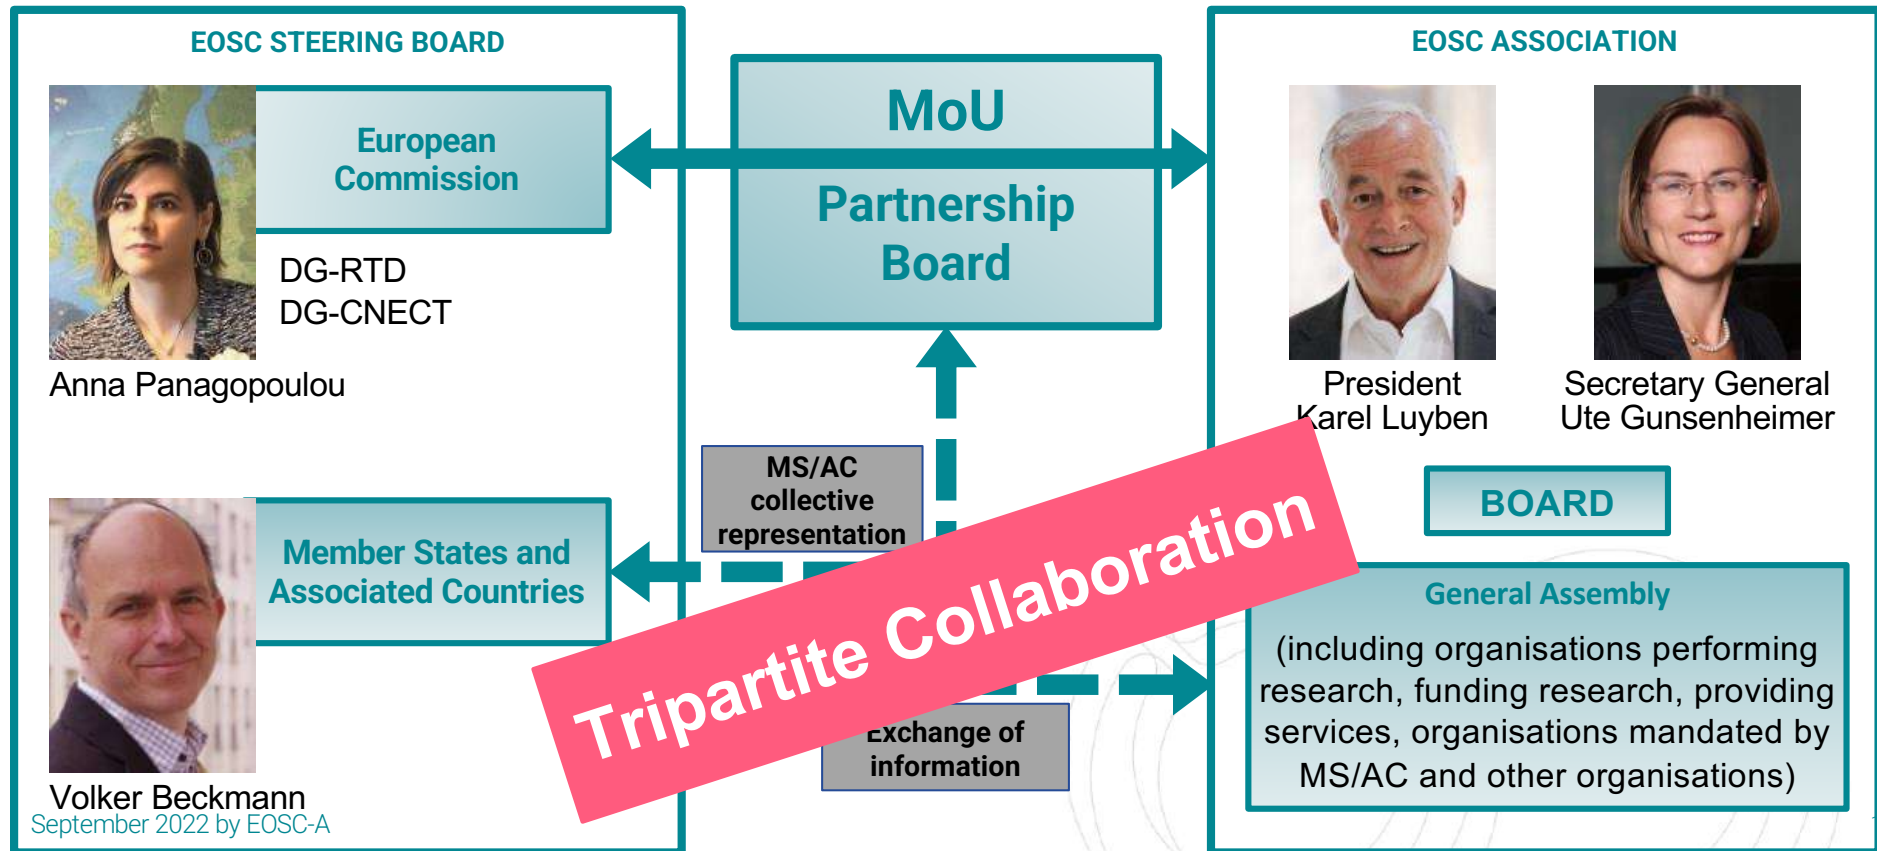 EOSC STEERING BOARD
European
Commission
DG-RTD
DG-CNECT
Anna Panagopoulou
Member States and
Associated Countries
Volker Beckmann
September 2022 by EOSC-A
MoU
Partnership
Board
MS/AC
collective
representation
Tripartite Collaboration
Exchange of
information
EOSC ASSOCIATION
President
Karel Luyben
Secretary General
Ute Gunsenheimer
BOARD
General Assembly
(including organisations performing
research, funding research, providing
services, organisations mandated by
MS/AC and other organisations)